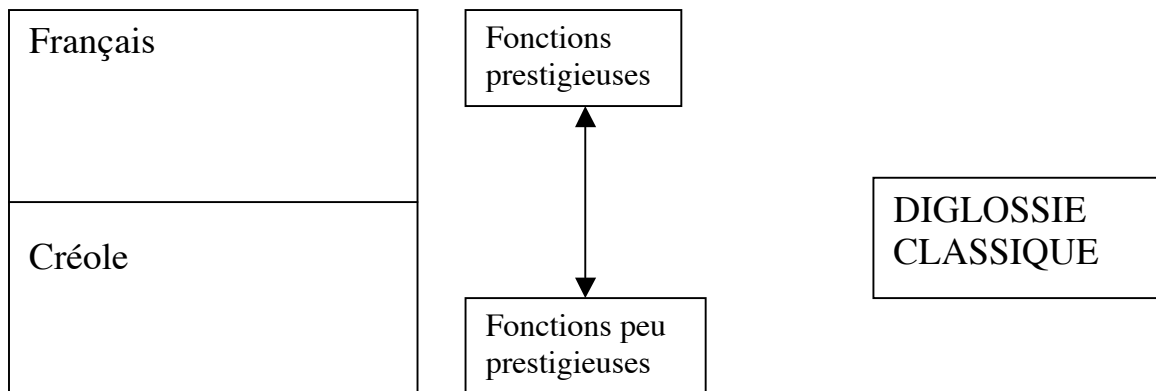 Français
Fonctions
prestigieuses
DIGLOSSIE
CLASSIQUE
Créole
Fonctions peu
prestigieuses